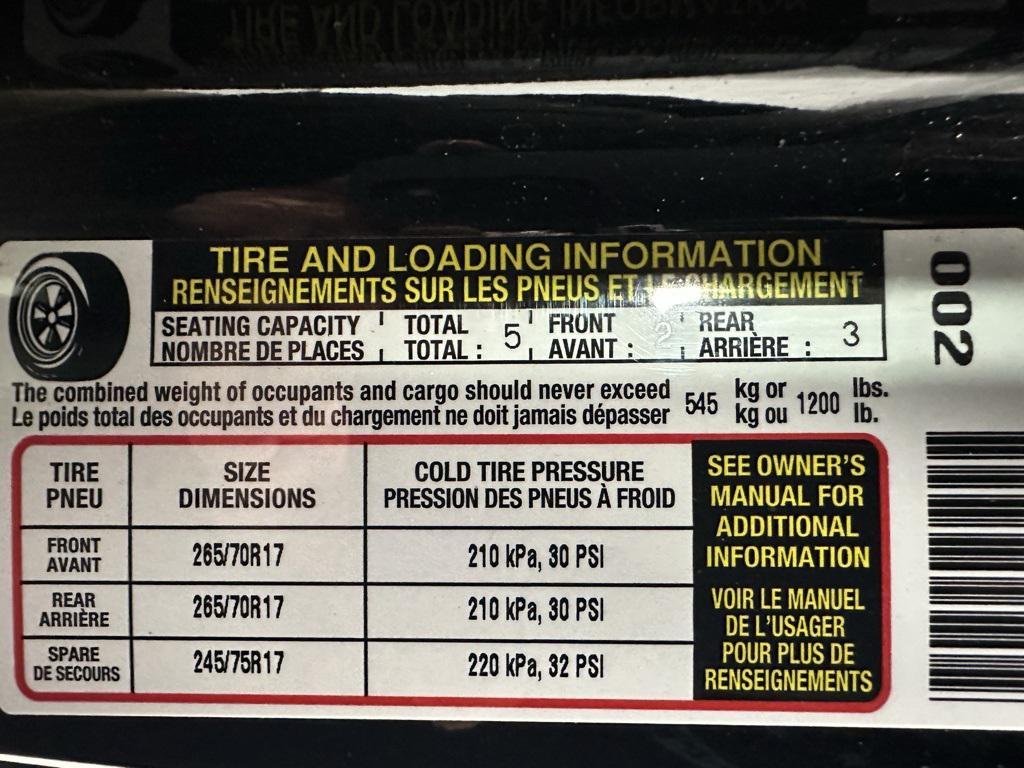 TIRE AND LOADING INFORMATION
TIRE AND LOADING INFORMATION
RENSEIGNEMENTS SUR LES PNEUS ET LE CHARGEMENT
SEATING CAPACITY TOTAL 5 FRONT 2 REAR 3
NOMBRE DE PLACES TOTAL : AVANT : ARRIÈRE :
The combined weight of occupants and cargo should never exceed 545 kg or 1200 lbs.
Le poids total des occupants et du chargement ne doit jamais dépasser kg ou lb.
002
TIRE
PNEU
SIZE
DIMENSIONS
COLD TIRE PRESSURE
PRESSION DES PNEUS À FROID
FRONT
AVANT
265/70R17
210 kPa, 30 PSI
REAR
ARRIÈRE
265/70R17
210 kPa, 30 PSI
SPARE
DE SECOURS
245/75R17
220 kPa, 32 PSI
SEE OWNER'S
MANUAL FOR
ADDITIONAL
INFORMATION
VOIR LE MANUEL
DE L'USAGER
POUR PLUS DE
RENSEIGNEMENTS